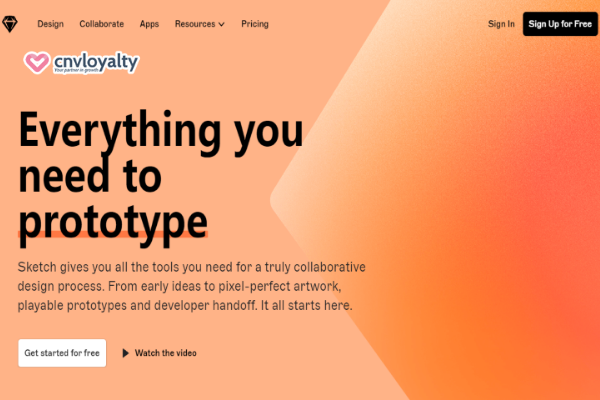 Design Collaborate Apps Resources Pricing Sign In Sign Up for Free
cnvloyalty
Your partner in growth
Everything you
need to
prototype
Sketch gives you all the tools you need for a truly collaborative
design process. From early ideas to pixel-perfect artwork,
playable prototypes and developer handoff. It all starts here.
Get started for free Watch the video